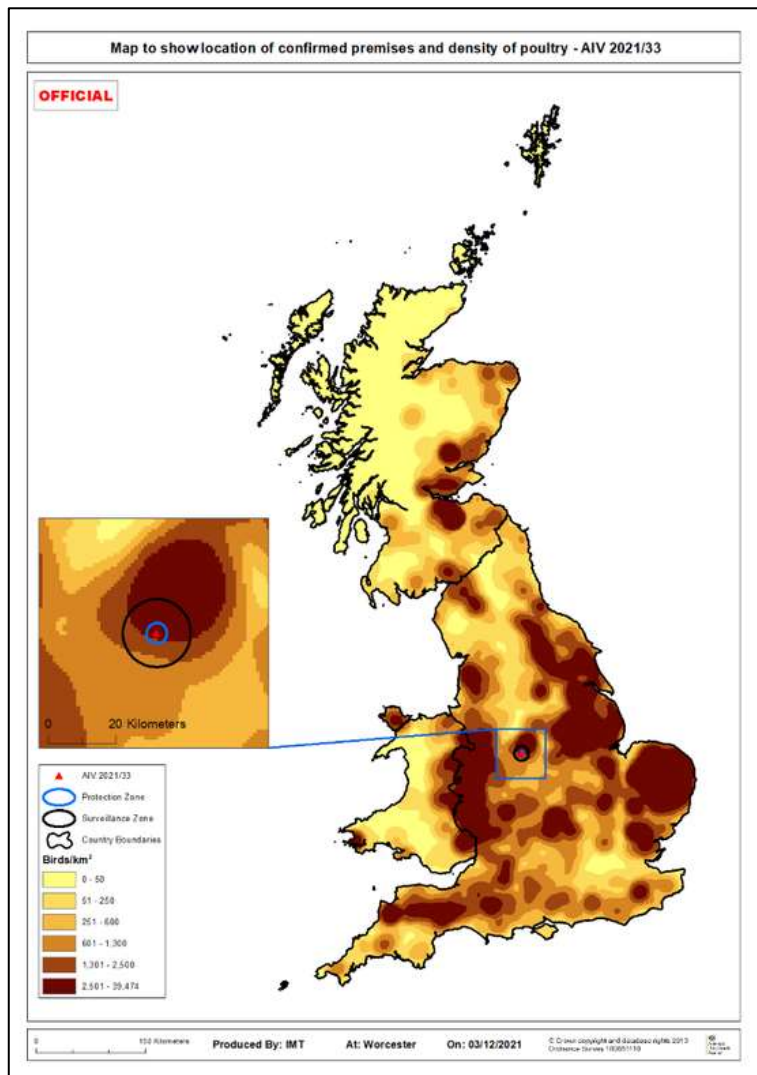 Map to show location of confirmed premises and density of poultry - AIV 2021/33
OFFICIAL
0 20 Kilometers
AIV 2021/33
Protection Zone
Surveillance Zone
Country Boundaries
Birds/km²
0 - 50
51 - 250
251 - 600
601 - 1,300
1,301 - 2,500
2,501 - 39,474
0 150 Kilometers
Produced By: IMT At: Worcester On: 03/12/2021
© Crown copyright and database rights 2013
Ordnance Survey